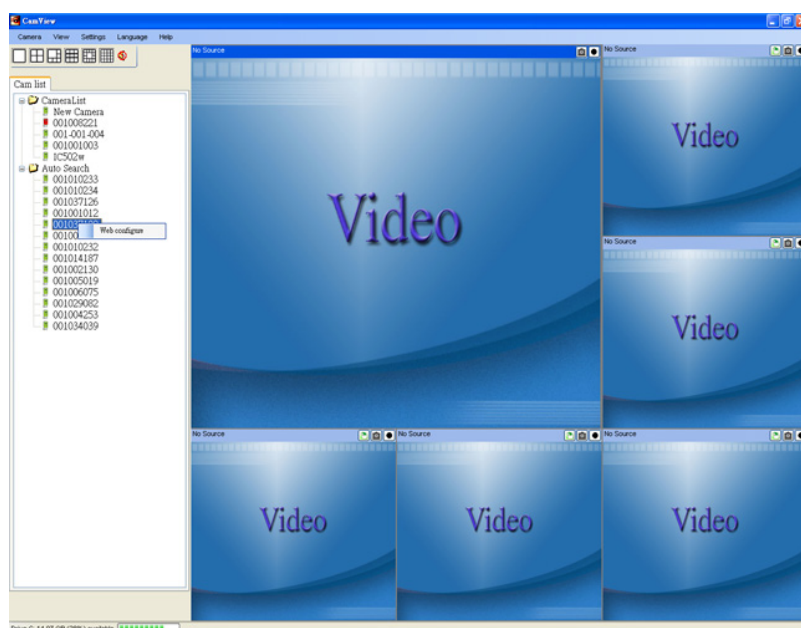 CamView
Camera View Settings Language Help
Cam list
CameraList
New Camera
001008221
001-001-004
001001003
IC502w
Auto Search
001010233
001010234
001037126
001001012
Web configure
001010232
001014187
001002130
001005019
001006075
001029082
001004253
001034039
No Source
Video
No Source
Video
No Source
Video
No Source
Video
No Source
Video
No Source
Video